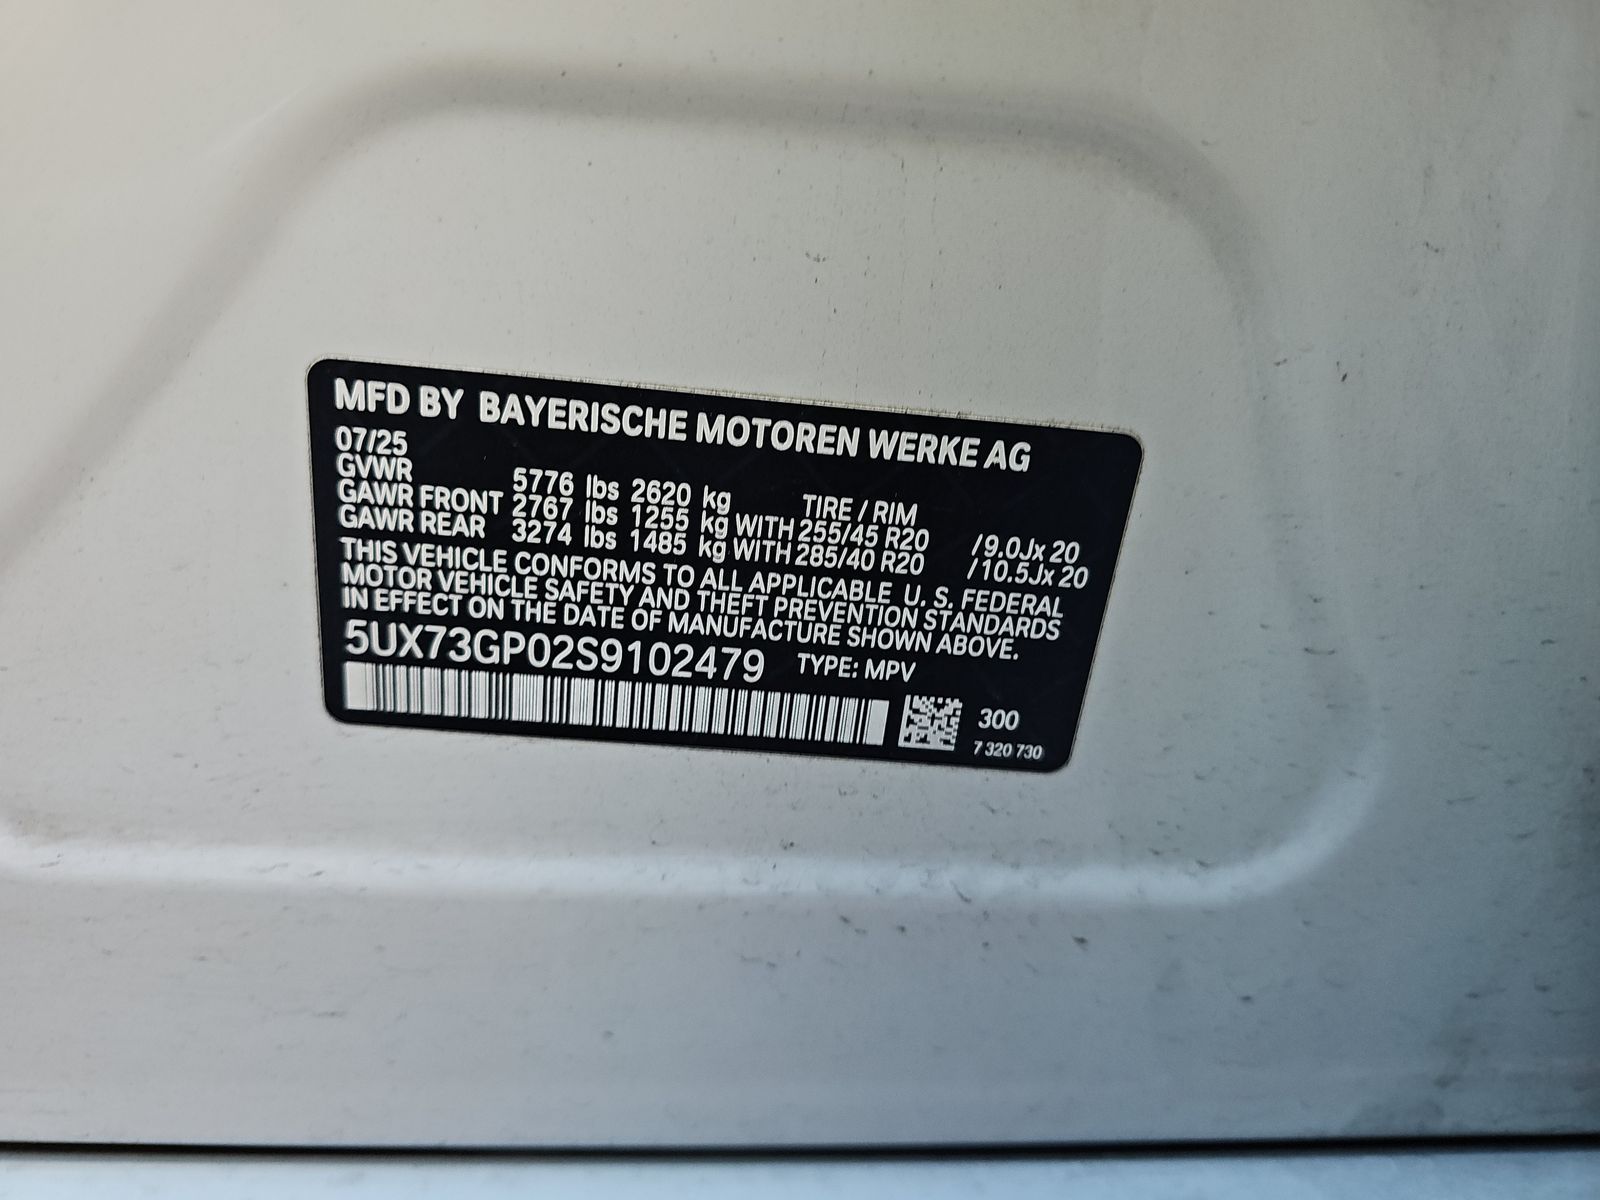 MFD BY BAYERISCHE MOTOREN WERKE AG
07/25
GVWR 5776 lbs 2620 kg TIRE / RIM
GAWR FRONT 2767 lbs 1255 kg WITH 255/45 R20 /9.0Jx 20
GAWR REAR 3274 lbs 1485 kg WITH 285/40 R20 /10.5Jx 20
THIS VEHICLE CONFORMS TO ALL APPLICABLE U. S. FEDERAL
MOTOR VEHICLE SAFETY AND THEFT PREVENTION STANDARDS
IN EFFECT ON THE DATE OF MANUFACTURE SHOWN ABOVE.
5UX73GP02S9102479 TYPE: MPV
300
7 320 730